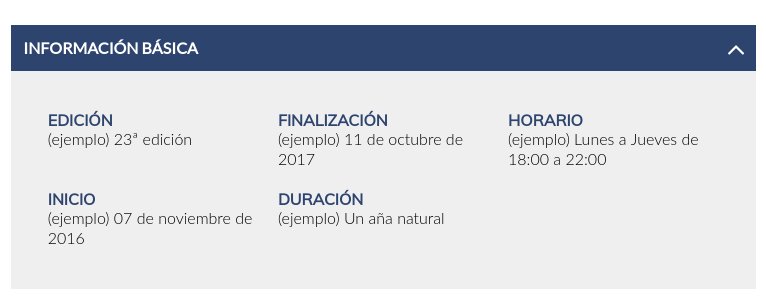 INFORMACIÓN BÁSICA
EDICIÓN
(ejemplo) 23ª edición
INICIO
(ejemplo) 07 de noviembre de
2016
FINALIZACIÓN
(ejemplo) 11 de octubre de
2017
DURACIÓN
(ejemplo) Un aña natural
HORARIO
(ejemplo) Lunes a Jueves de
18:00 a 22:00